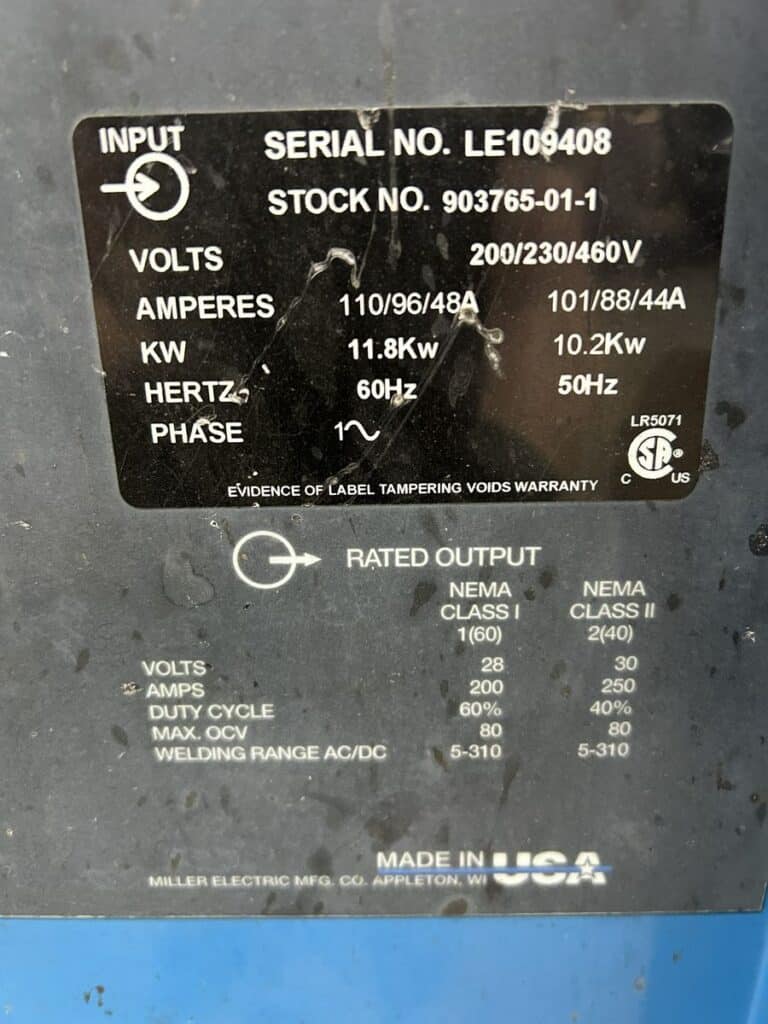 INPUT
SERIAL NO. LE109408
STOCK NO. 903765-01-1
VOLTS 200/230/460V
AMPERES 110/96/48A 101/88/44A
KW 11.8Kw 10.2Kw
HERTZ 60Hz 50Hz
PHASE 1
LR5071
SA ®
C US
EVIDENCE OF LABEL TAMPERING VOIDS WARRANTY
RATED OUTPUT
NEMA NEMA
CLASS I CLASS II
1(60) 2(40)
VOLTS 28 30
AMPS 200 250
DUTY CYCLE 60% 40%
MAX. OCV 80 80
WELDING RANGE AC/DC 5-310 5-310
MADE IN USA
MILLER ELECTRIC MFG. CO. APPLETON, WI